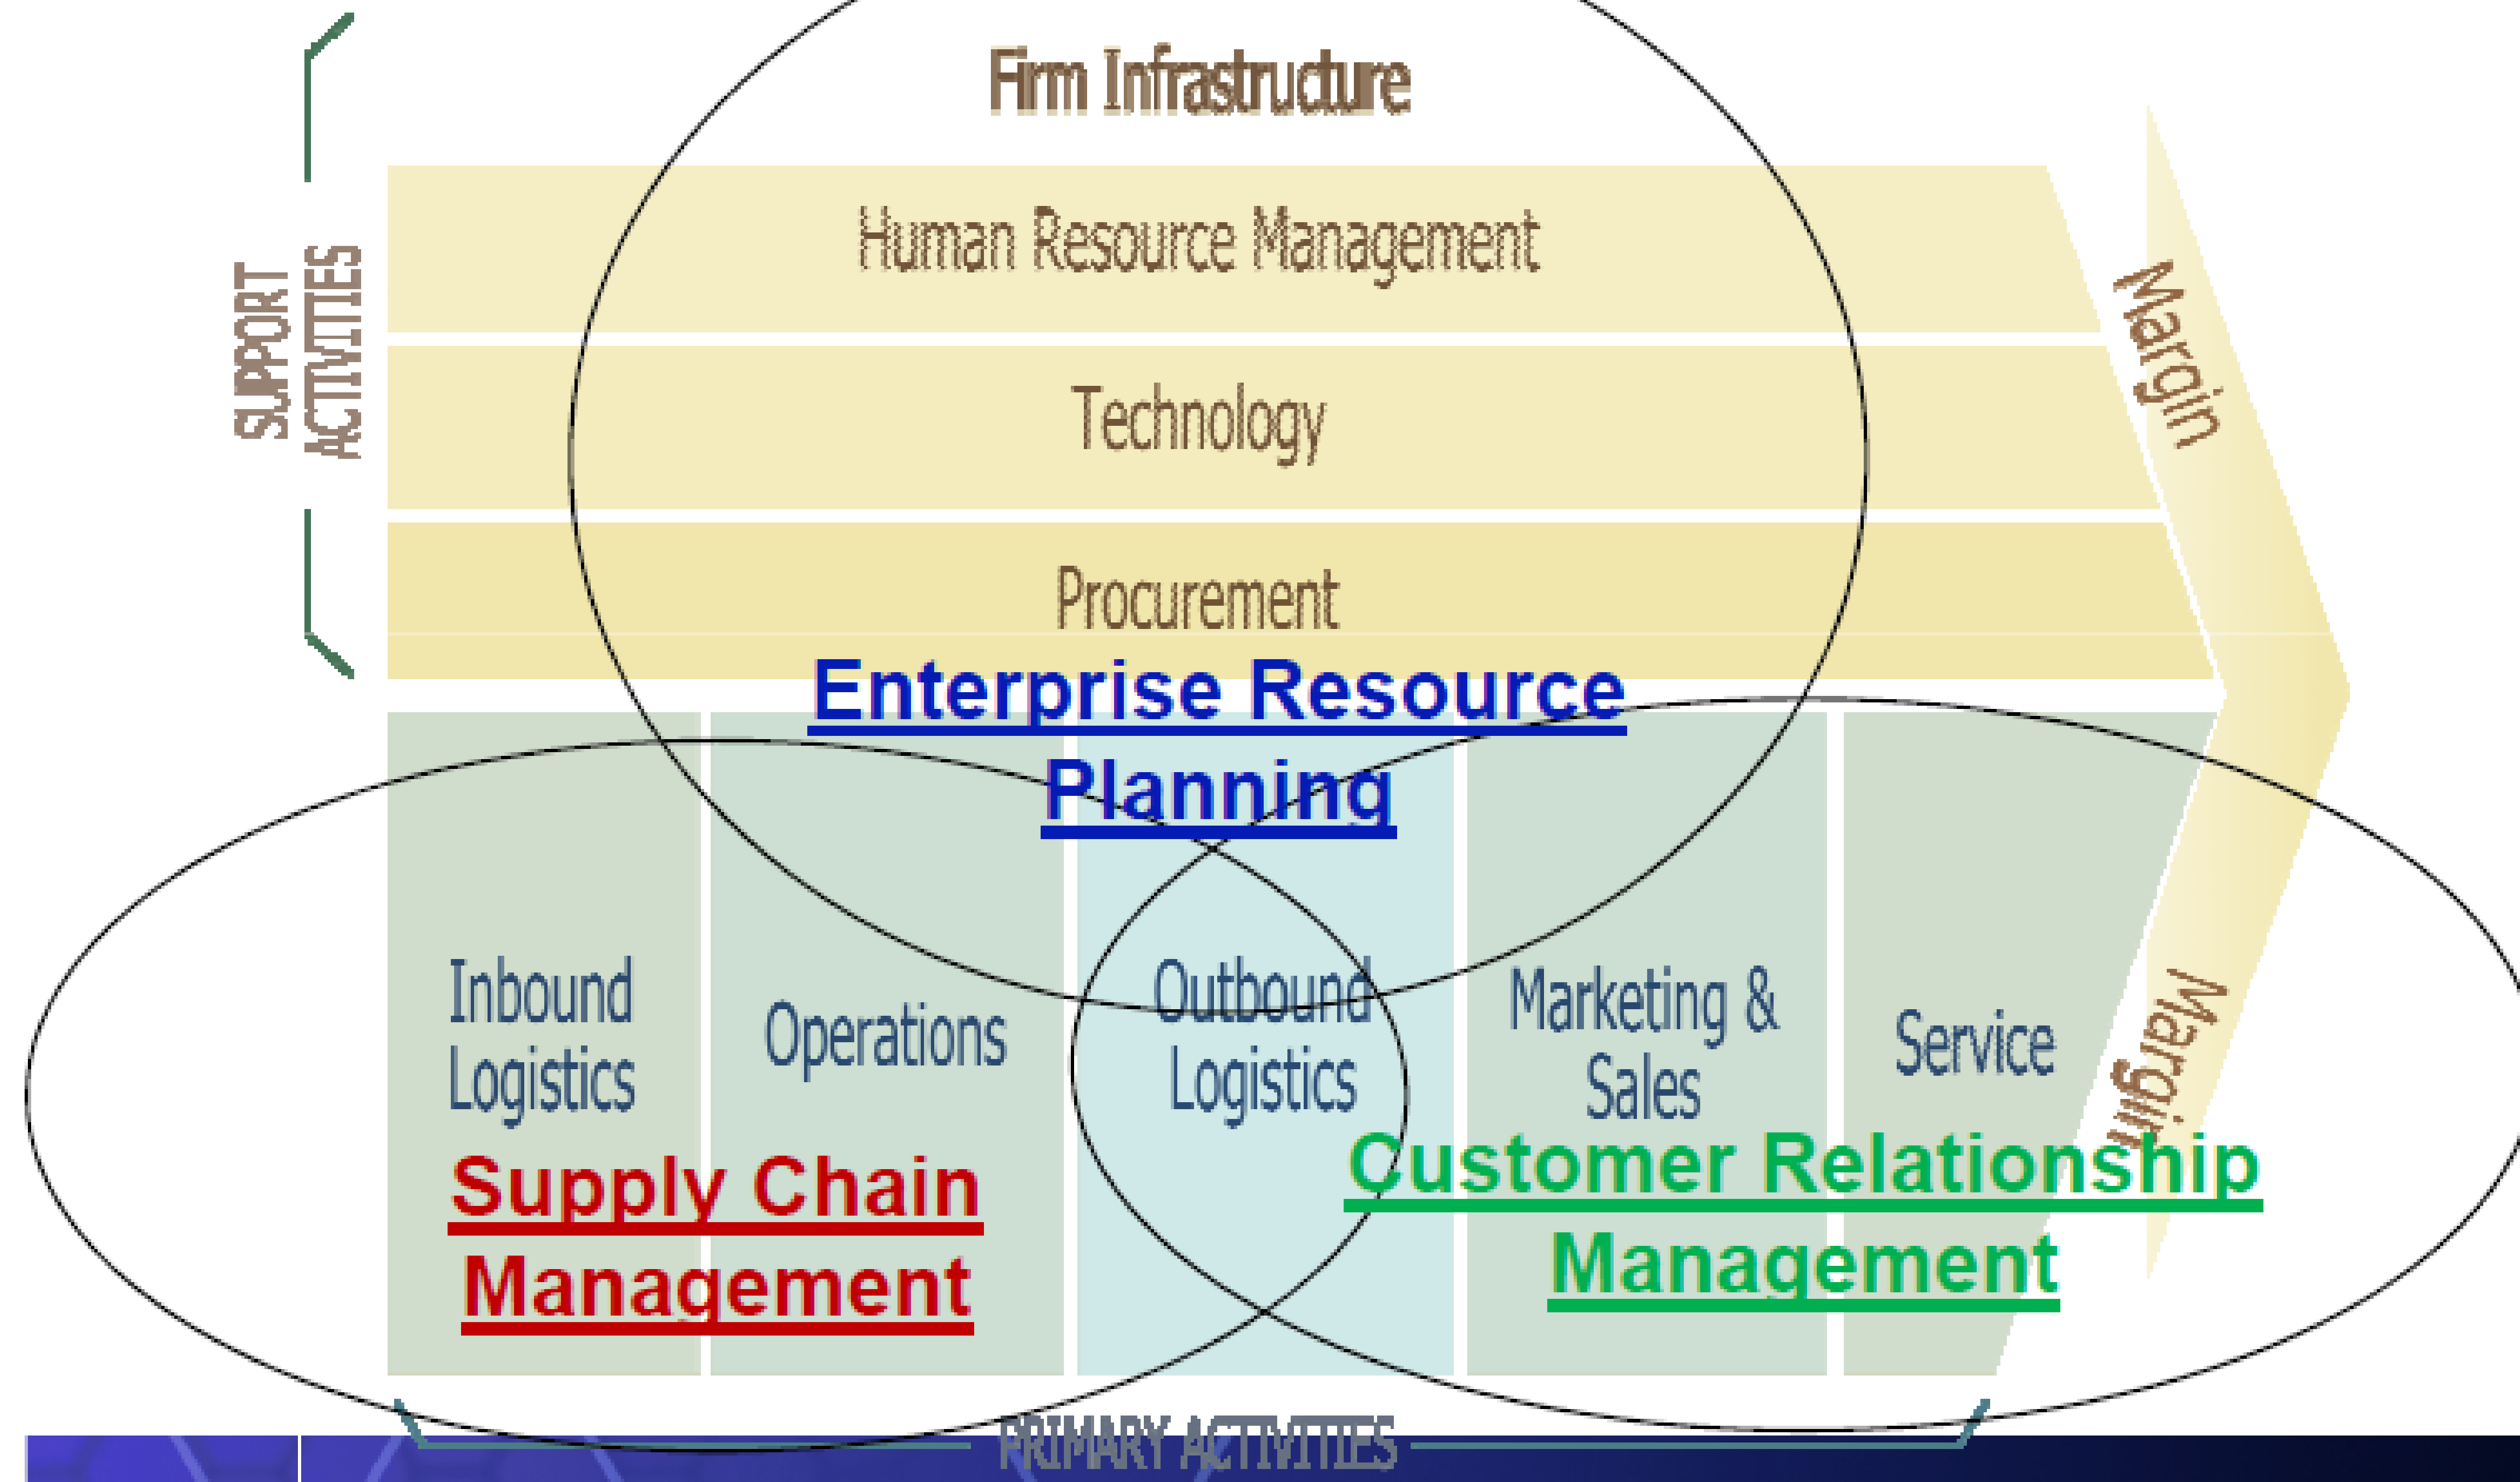 Firm Infrastructure
Human Resource Management
SUPPORT
ACTIVITIES
Technology
Margin
Procurement
Enterprise Resource
Planning
Inbound
Logistics
Operations
Outbound
Logistics
Marketing &
Sales
Service
Margin
Supply Chain
Management
Customer Relationship
Management
PRIMARY ACTIVITIES